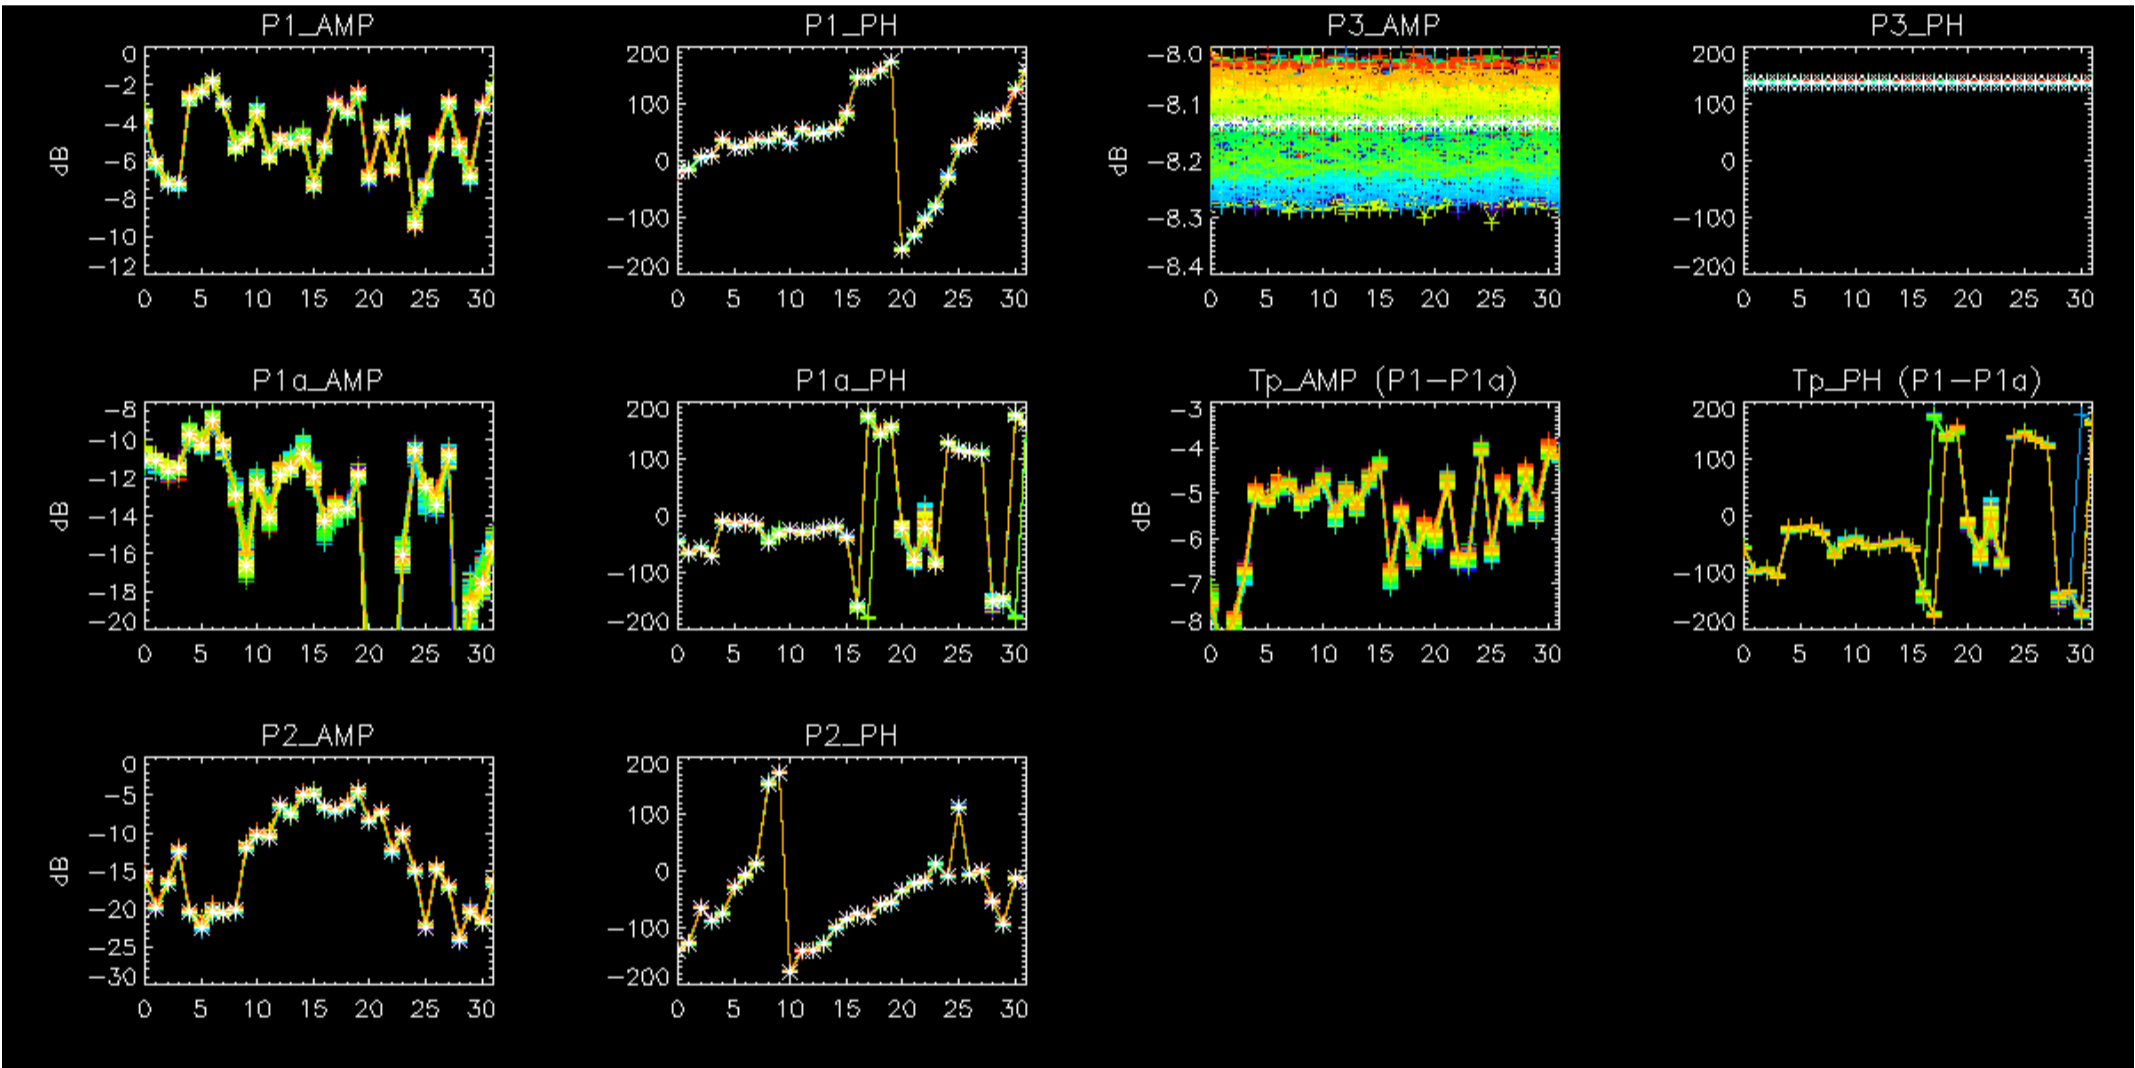 P1_AMP
0
−2
−4
−6
−8
−10
−12
dB
0 5 10 15 20 25 30
P1_PH
200
100
0
−100
−200
0 5 10 15 20 25 30
P3_AMP
−8.0
−8.1
−8.2
−8.3
−8.4
dB
0 5 10 15 20 25 30
P3_PH
200
100
0
−100
−200
0 5 10 15 20 25 30
P1a_AMP
−8
−10
−12
−14
−16
−18
−20
dB
0 5 10 15 20 25 30
P1a_PH
200
100
0
−100
−200
0 5 10 15 20 25 30
Tp_AMP (P1−P1a)
−3
−4
−5
−6
−7
−8
dB
0 5 10 15 20 25 30
Tp_PH (P1−P1a)
200
100
0
−100
−200
0 5 10 15 20 25 30
P2_AMP
0
−5
−10
−15
−20
−25
−30
dB
0 5 10 15 20 25 30
P2_PH
200
100
0
−100
−200
0 5 10 15 20 25 30